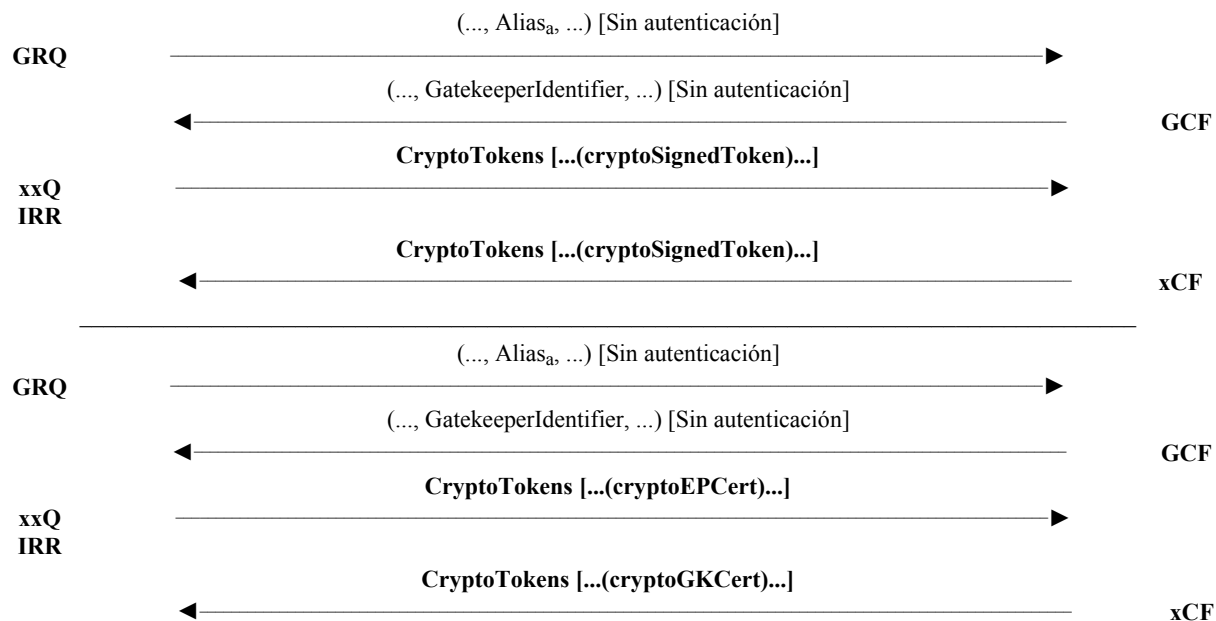 (..., Aliasₐ, ...) [Sin autenticación]
GRQ
(..., GatekeeperIdentifier, ...) [Sin autenticación]
GCF
CryptoTokens [...(cryptoSignedToken)...]
xxQ
IRR
CryptoTokens [...(cryptoSignedToken)...]
xCF
(..., Aliasₐ, ...) [Sin autenticación]
GRQ
(..., GatekeeperIdentifier, ...) [Sin autenticación]
GCF
CryptoTokens [...(cryptoEPCert)...]
xxQ
IRR
CryptoTokens [...(cryptoGKCert)...]
xCF